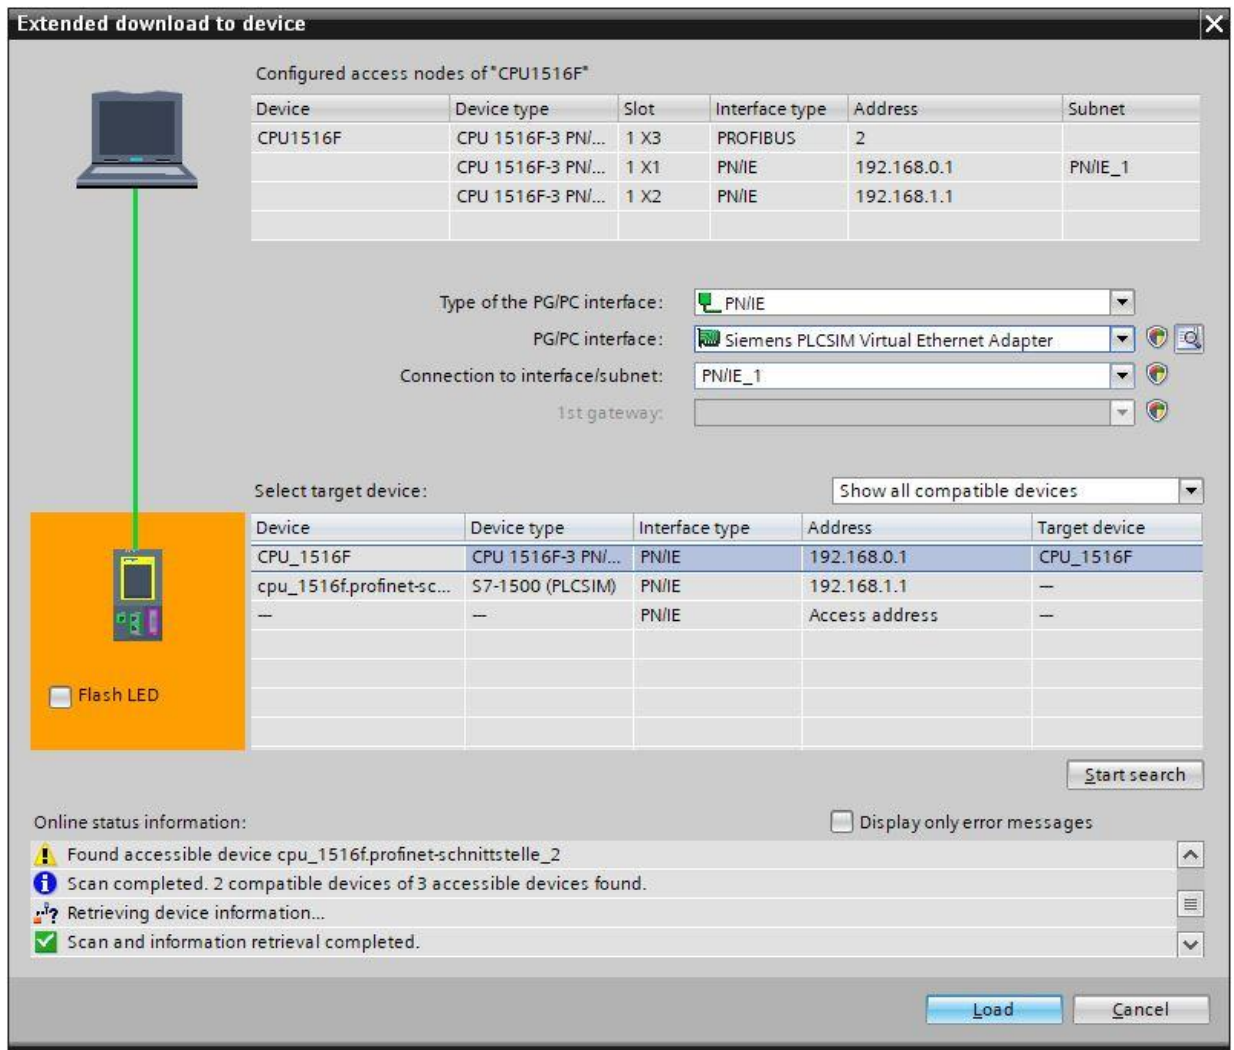 Extended download to device
Configured access nodes of "CPU1516F"
Device Device type Slot Interface type Address Subnet
CPU1516F CPU 1516F-3 PN/... 1 X3 PROFIBUS 2
CPU 1516F-3 PN/... 1 X1 PN/IE 192.168.0.1 PN/IE_1
CPU 1516F-3 PN/... 1 X2 PN/IE 192.168.1.1
Type of the PG/PC interface: PN/IE
PG/PC interface: Siemens PLCSIM Virtual Ethernet Adapter
Connection to interface/subnet: PN/IE_1
1st gateway:
Select target device: Show all compatible devices
Device Device type Interface type Address Target device
CPU_1516F CPU 1516F-3 PN/... PN/IE 192.168.0.1 CPU_1516F
cpu_1516f.profinet-sc... S7-1500 (PLCSIM) PN/IE 192.168.1.1 —
— — PN/IE Access address —
Flash LED
Start search
Online status information: Display only error messages
Found accessible device cpu_1516f.profinet-schnittstelle_2
Scan completed. 2 compatible devices of 3 accessible devices found.
Retrieving device information...
Scan and information retrieval completed.
Load Cancel